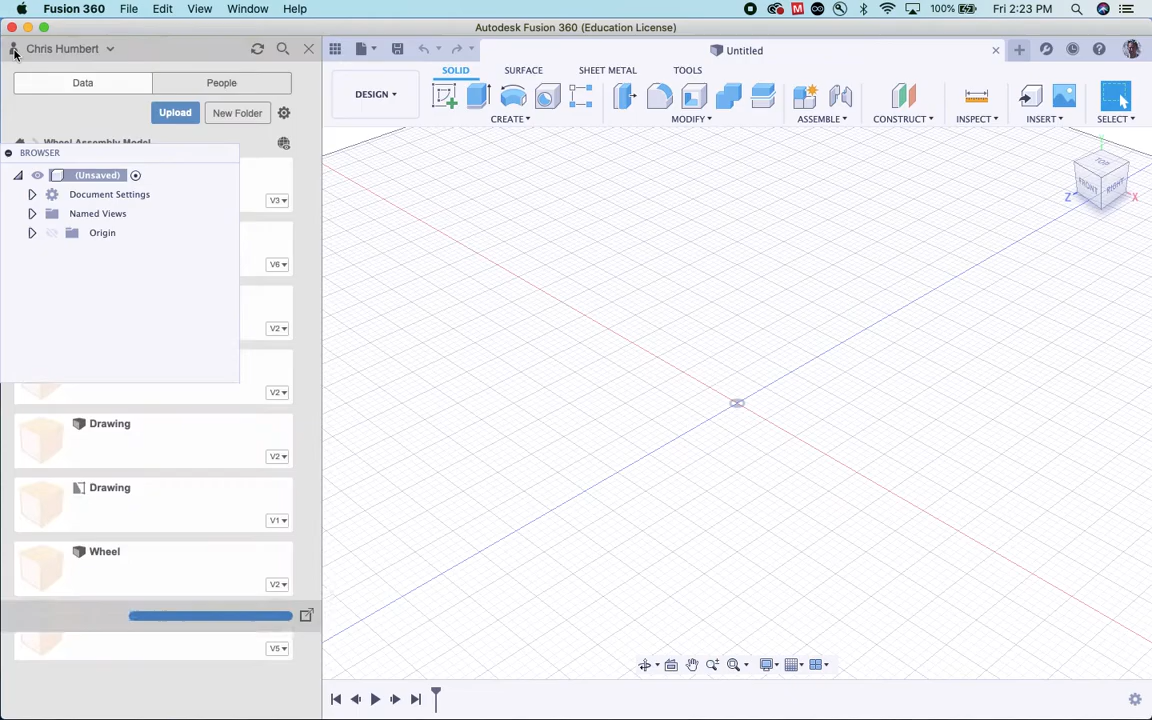 Fusion 360 File Edit View Window Help
100% Fri 2:23 PM
Autodesk Fusion 360 (Education License)
Chris Humbert
Untitled
Data People
SOLID SURFACE SHEET METAL TOOLS
DESIGN
Upload New Folder
CREATE MODIFY ASSEMBLE CONSTRUCT INSPECT INSERT SELECT
Wheel Assembly Model
BROWSER
(Unsaved)
Document Settings
Named Views
Origin
V3
V6
V2
V2
Drawing
V2
Drawing
V1
Wheel
V2
V5
Y
TOP
FRONT RIGHT
Z X